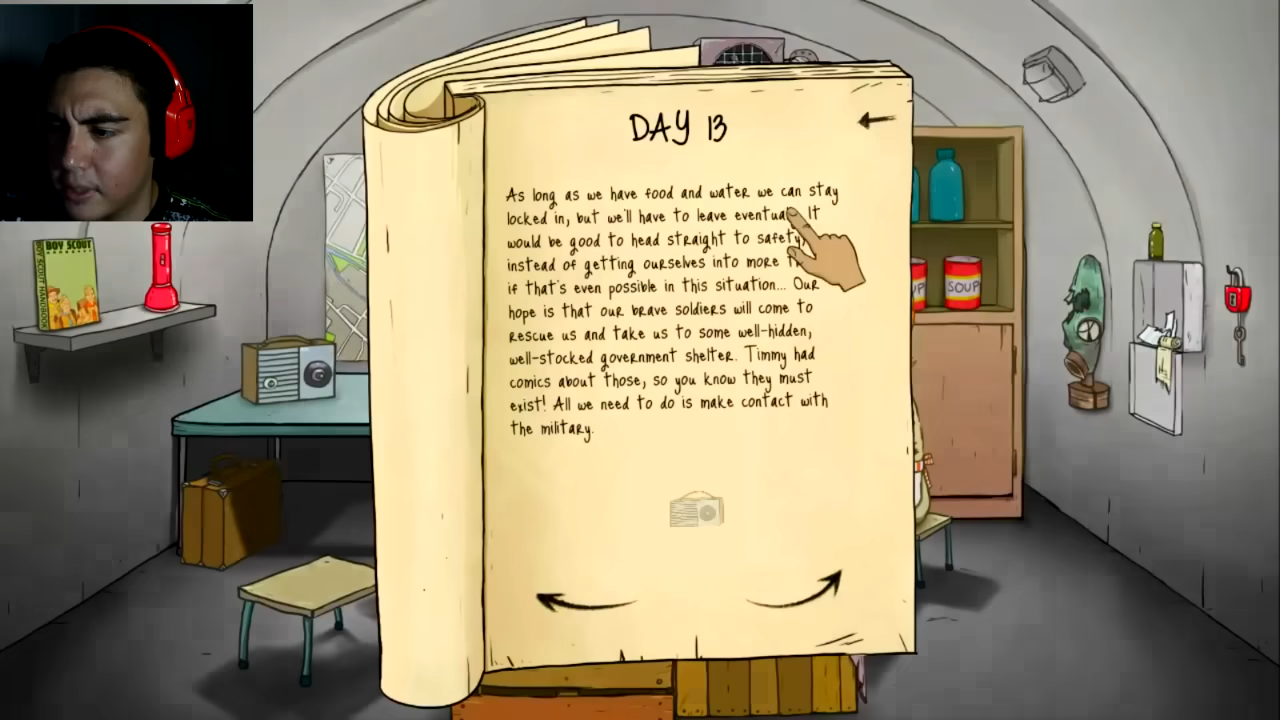 DAY 13
As long as we have food and water we can stay
locked in, but we'll have to leave It
would be good to head straight to safety,
instead of getting ourselves into more
if that's even possible in this situation... Our
hope is that our brave soldiers will come to
rescue us and take us to some well-hidden,
well-stocked government shelter. Timmy had
comics about those, so you know they must
exist! All we need to do is make contact with
the military.
BOY SCOUT
BOY SCOUT HANDBOOK
SOUP